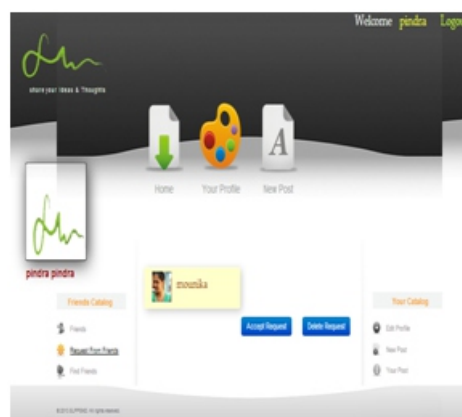 Welcome pindra Logou
share your Ideas & Thoughts
Home Your Profile New Post
pindra pindra
mounika
Accept Request Delete Request
Friends Catalog
Friends
Request From Friends
Find Friends
Your Catalog
Edit Profile
New Post
Your Post